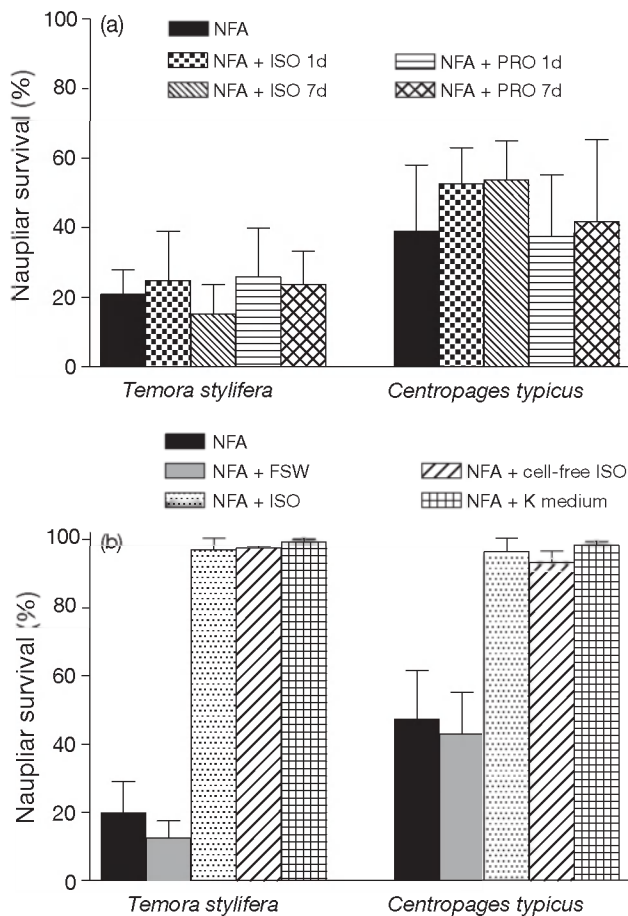 (a)
NFA
NFA + ISO 1d
NFA + PRO 1d
NFA + ISO 7d
NFA + PRO 7d
Naupliar survival (%)
100
80
60
40
20
0
Temora stylifera
Centropages typicus
NFA
NFA + FSW
NFA + cell-free ISO
NFA + ISO
NFA + K medium
(b)
Naupliar survival (%)
100
80
60
40
20
0
Temora stylifera
Centropages typicus